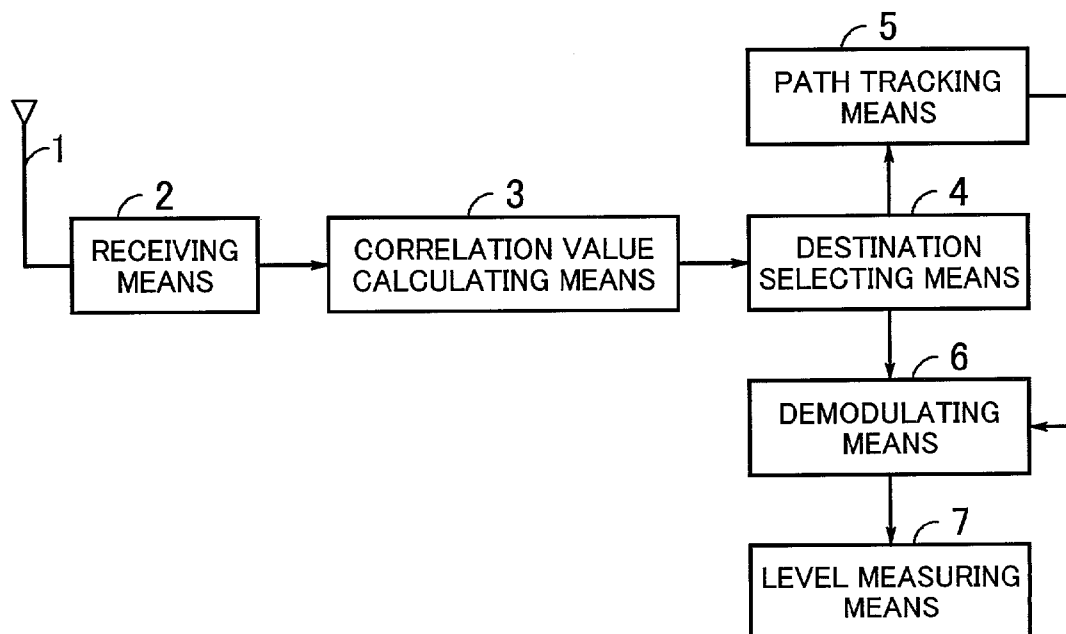 5
PATH TRACKING
MEANS
1
2
RECEIVING
MEANS
3
CORRELATION VALUE
CALCULATING MEANS
4
DESTINATION
SELECTING MEANS
6
DEMODULATING
MEANS
7
LEVEL MEASURING
MEANS